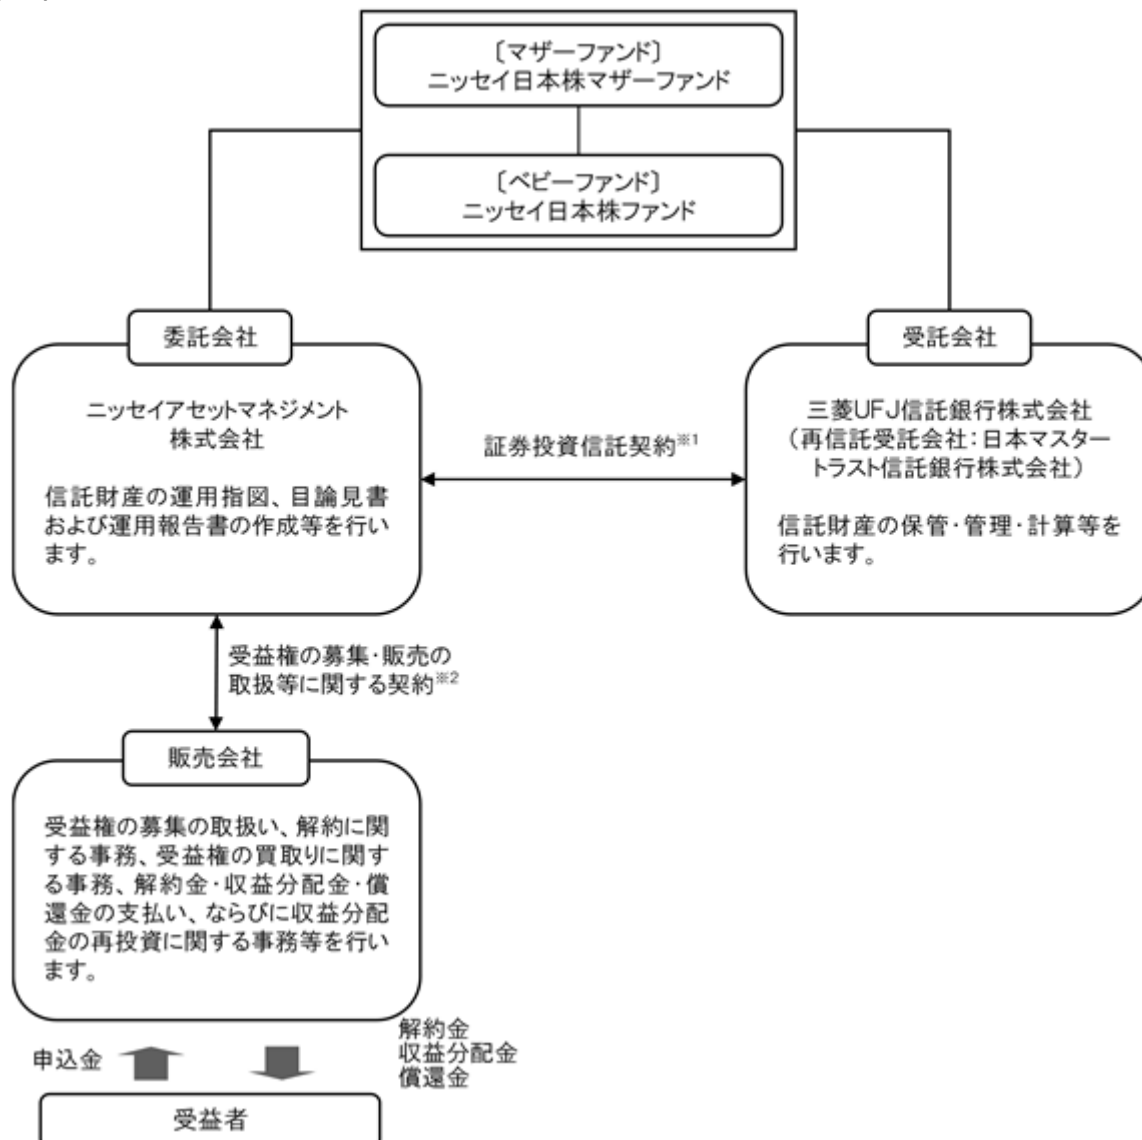 〔マザーファンド〕
ニッセイ日本株マザーファンド
〔ベビーファンド〕
ニッセイ日本株ファンド
委託会社
ニッセイアセットマネジメント
株式会社
信託財産の運用指図、目論見書
および運用報告書の作成等を行い
ます。
証券投資信託契約※1
受託会社
三菱UFJ信託銀行株式会社
（再信託受託会社：日本マスター
トラスト信託銀行株式会社）
信託財産の保管・管理・計算等を
行います。
受益権の募集・販売の
取扱等に関する契約※2
販売会社
受益権の募集の取扱い、解約に関
する事務、受益権の買取りに関す
る事務、解約金・収益分配金・償
還金の支払い、ならびに収益分配
金の再投資に関する事務等を行い
ます。
申込金
解約金
収益分配金
償還金
受益者